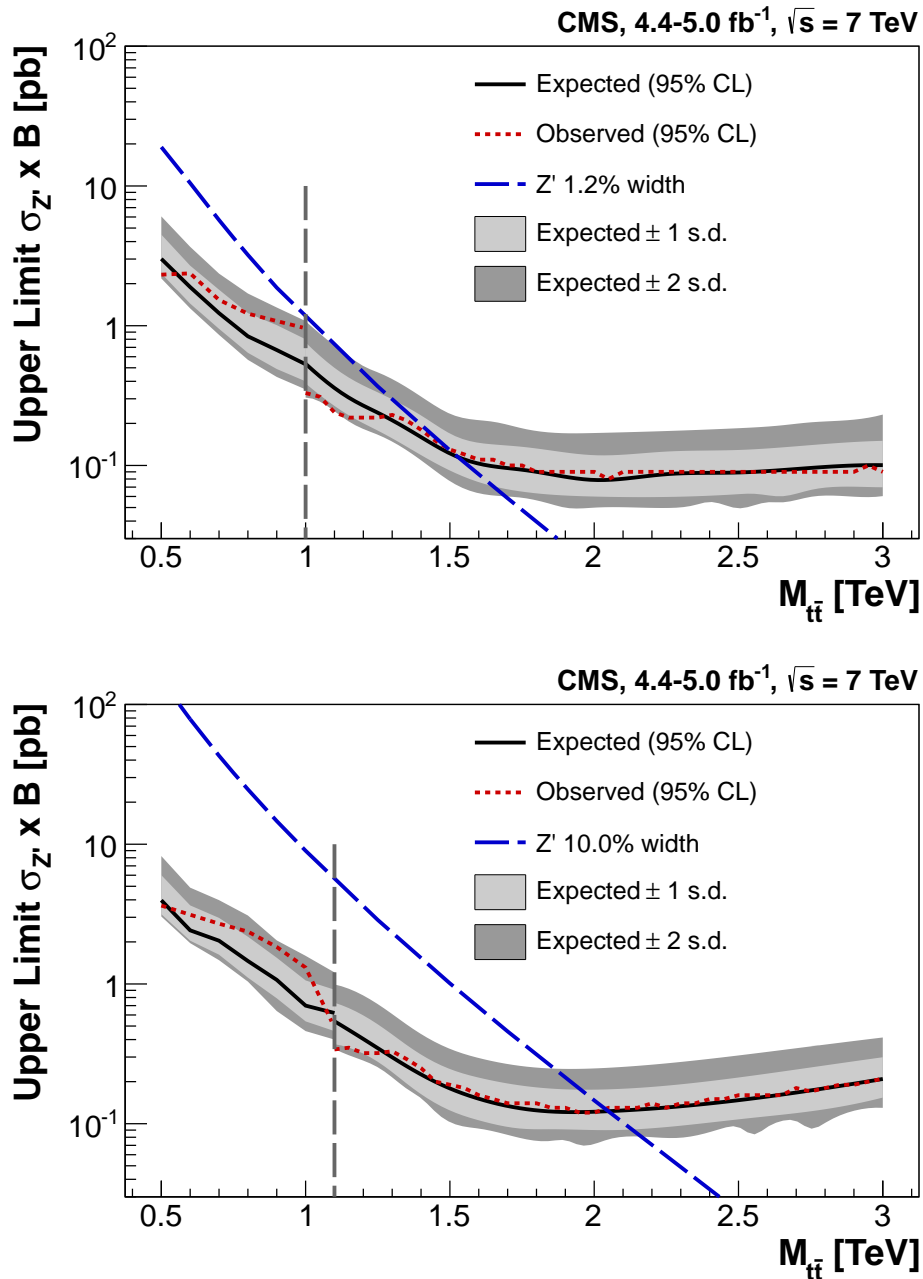 CMS, 4.4-5.0 fb⁻¹, √s = 7 TeV
Upper Limit σ_Z' x B [pb]
10²
10
1
10⁻¹
Expected (95% CL)
Observed (95% CL)
Z' 1.2% width
Expected ± 1 s.d.
Expected ± 2 s.d.
0.5 1 1.5 2 2.5 3
M_tt̄ [TeV]
CMS, 4.4-5.0 fb⁻¹, √s = 7 TeV
Upper Limit σ_Z' x B [pb]
10²
10
1
10⁻¹
Expected (95% CL)
Observed (95% CL)
Z' 10.0% width
Expected ± 1 s.d.
Expected ± 2 s.d.
0.5 1 1.5 2 2.5 3
M_tt̄ [TeV]